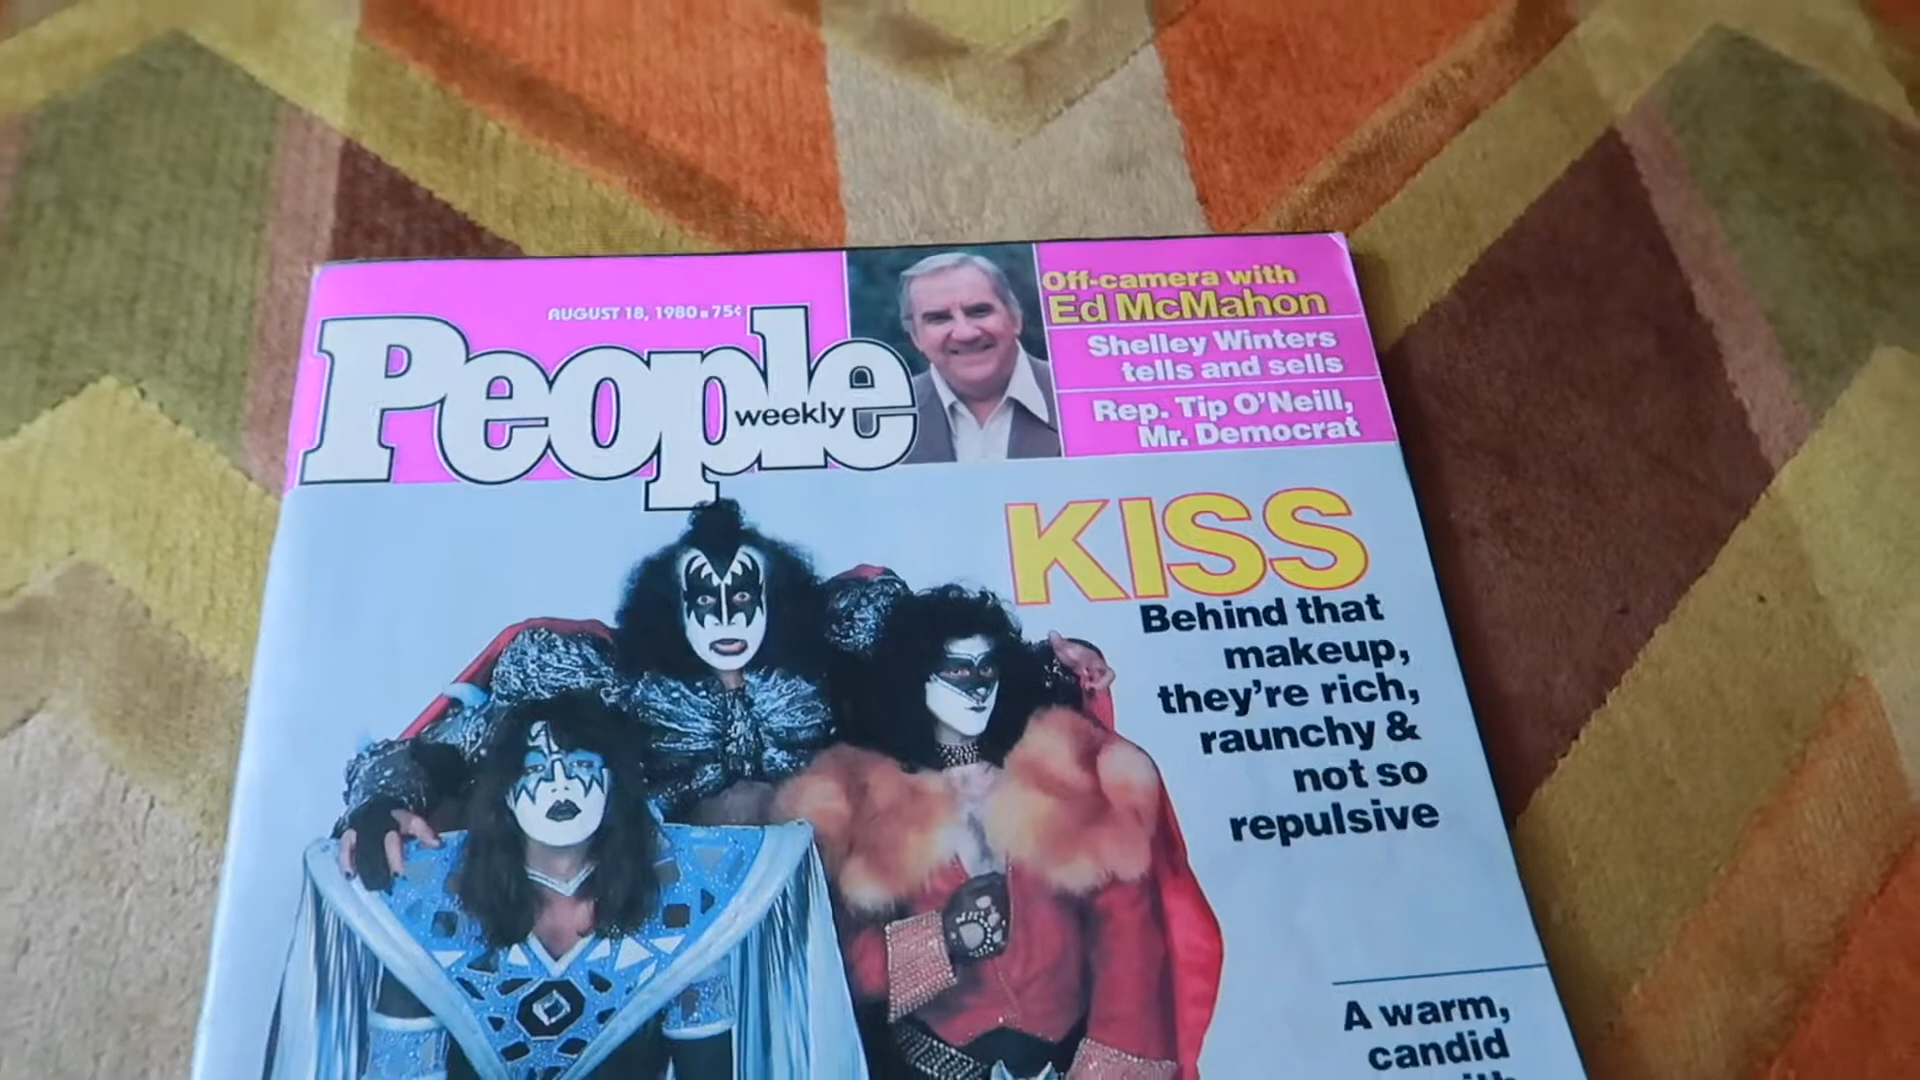 AUGUST 18, 1980 ▪ 75¢
People
weekly
Off-camera with
Ed McMahon
Shelley Winters
tells and sells
Rep. Tip O'Neill,
Mr. Democrat
KISS
Behind that
makeup,
they're rich,
raunchy &
not so
repulsive
A warm,
candid